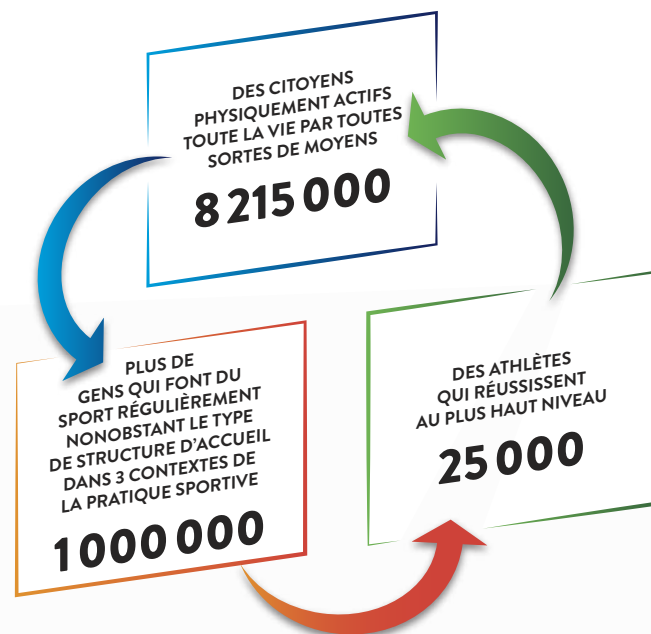 DES CITOYENS
PHYSIQUEMENT ACTIFS
TOUTE LA VIE PAR TOUTES
SORTES DE MOYENS
8 215 000
PLUS DE
GENS QUI FONT DU
SPORT RÉGULIÈREMENT
NONOBSTANT LE TYPE
DE STRUCTURE D'ACCUEIL
DANS 3 CONTEXTES DE
LA PRATIQUE SPORTIVE
1 000 000
DES ATHLÈTES
QUI RÉUSSISSENT
AU PLUS HAUT NIVEAU
25 000